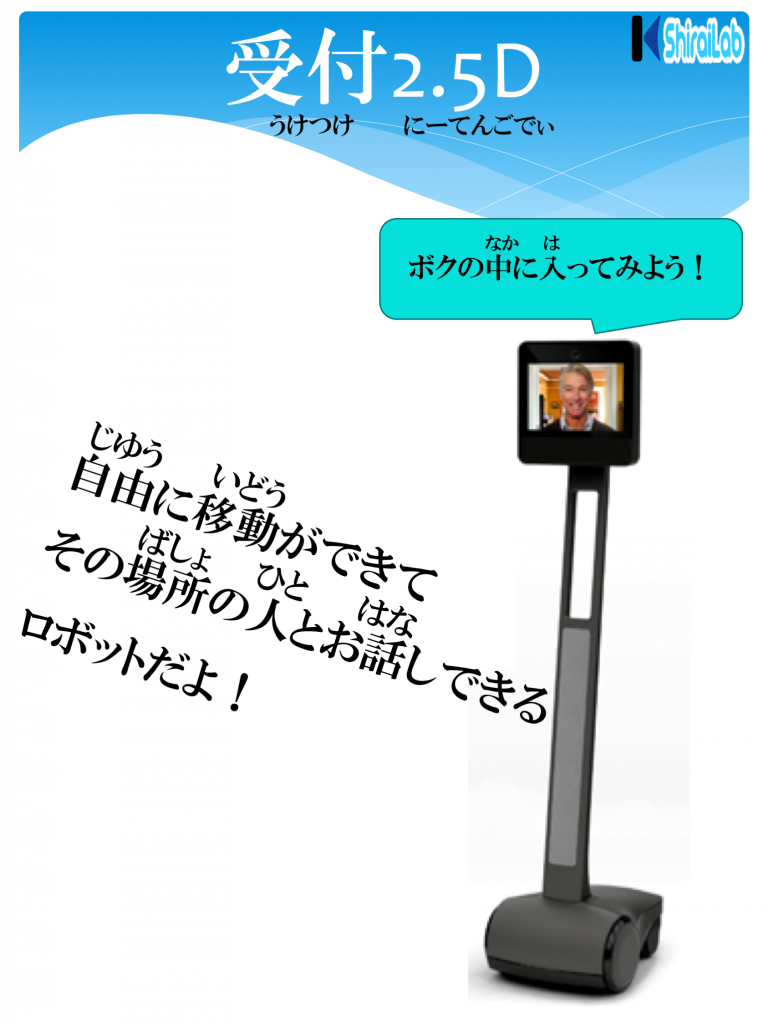 ShiraiLab
受付2.5D
うけつけ にーてんごでぃ
なか は
ボクの中に入ってみよう！
じゆう いどう
自由に移動ができて
ばしょ ひと はな
その場所の人とお話しできる
ロボットだよ！